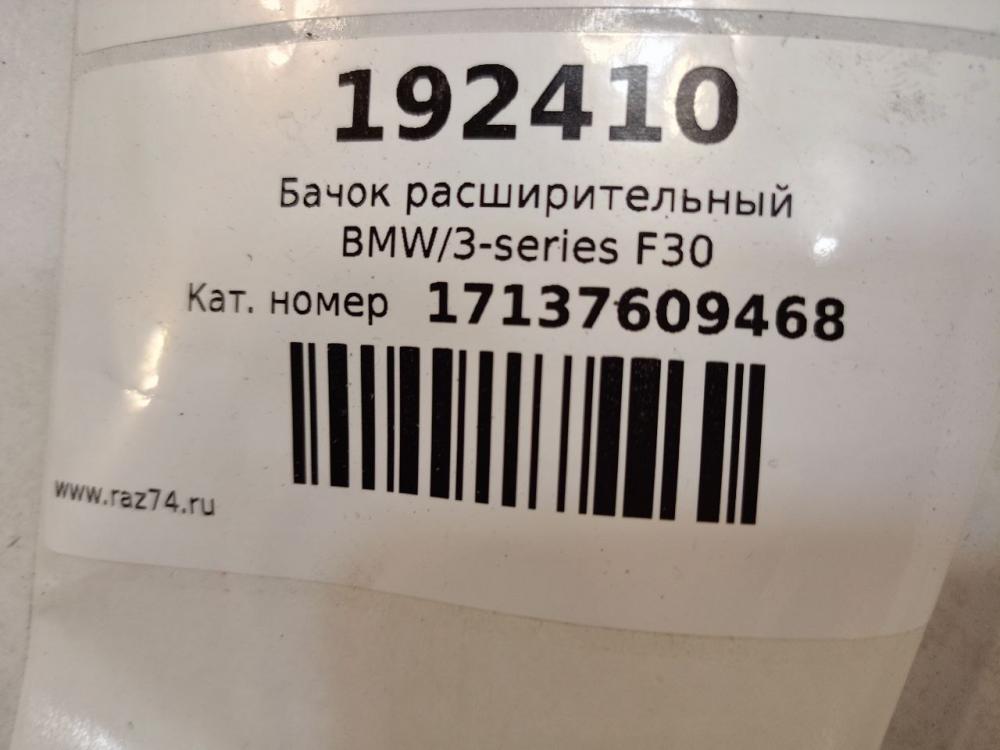 192410
Бачок расширительный
BMW/3-series F30
Кат. номер 17137609468
www.raz74.ru